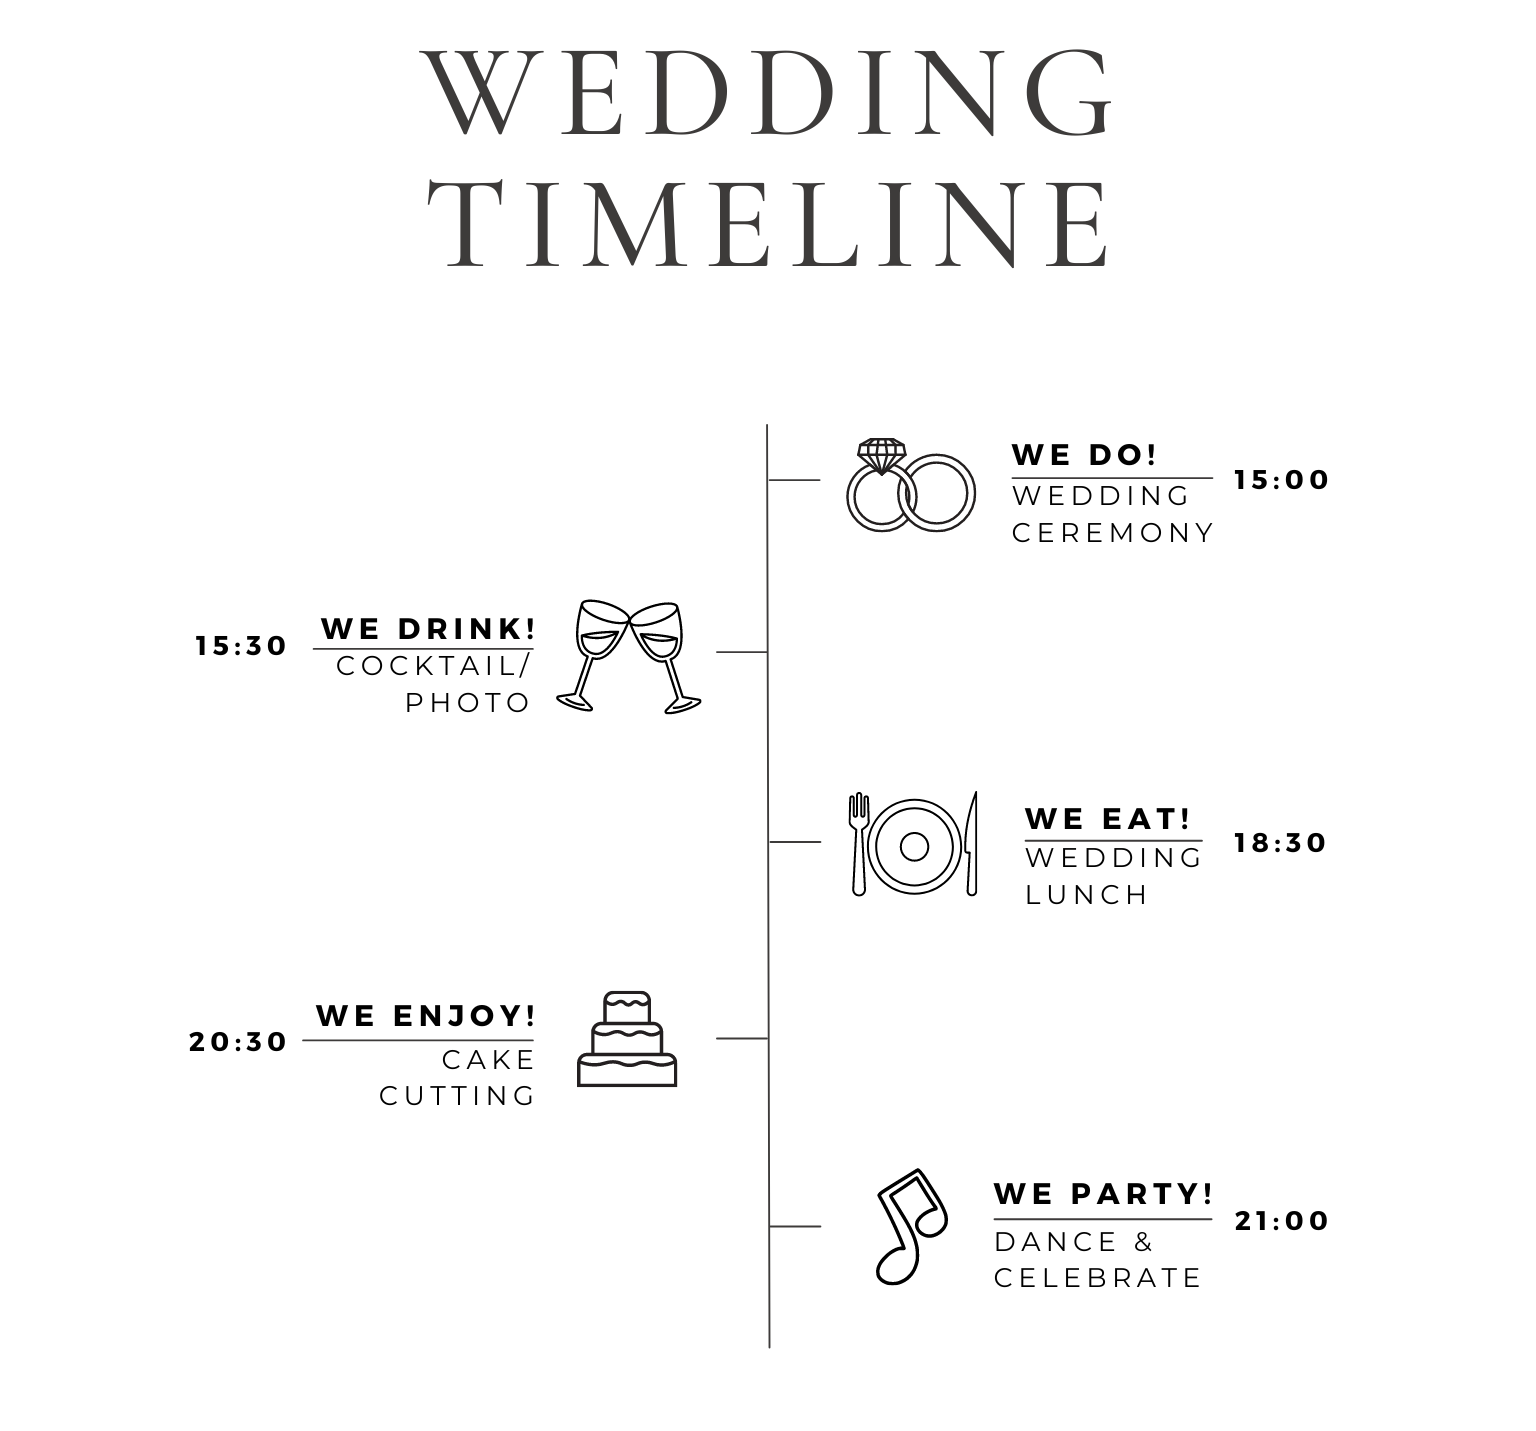 WEDDING
TIMELINE
WE DO!
15:00
WEDDING
CEREMONY
WE DRINK!
15:30
COCKTAIL/
PHOTO
WE EAT!
18:30
WEDDING
LUNCH
WE ENJOY!
20:30
CAKE
CUTTING
WE PARTY!
21:00
DANCE &
CELEBRATE